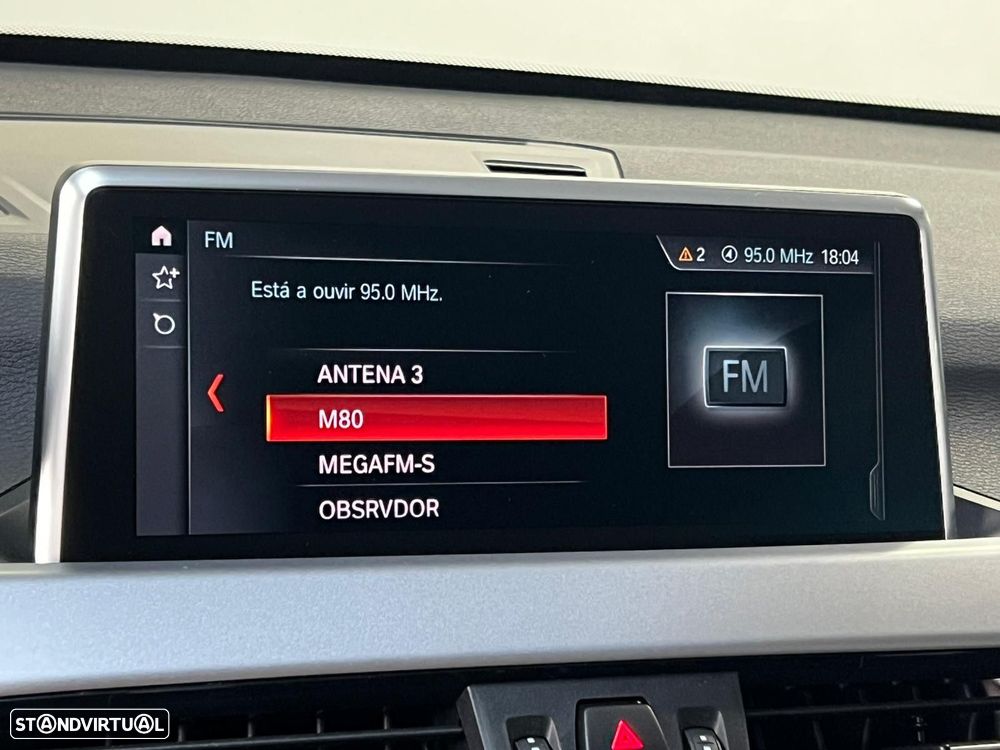 FM
2 95.0 MHz 18:04
Está a ouvir 95.0 MHz.
FM
ANTENA 3
M80
MEGAFM-S
OBSRVDOR
STANDVIRTUAL